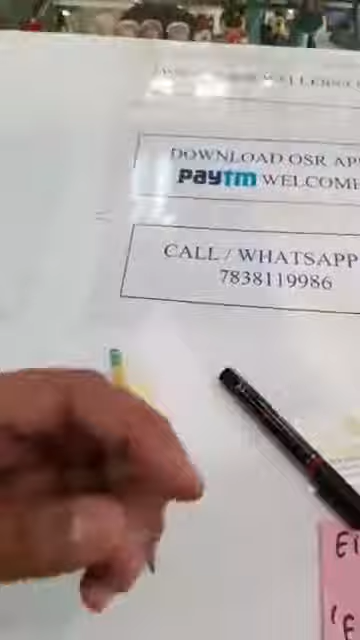 DOWNLOAD OSR AP
paytm WELCOME
CALL / WHATSAPP
7838119986
E